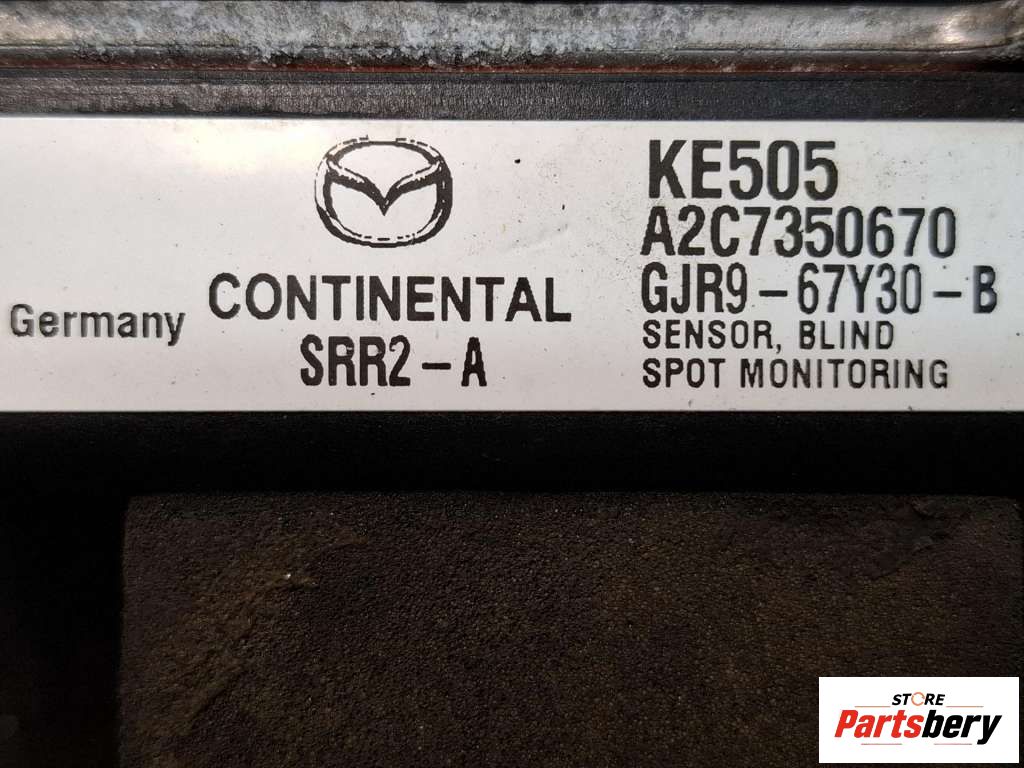 Germany
CONTINENTAL
SRR2-A
KE505
A2C7350670
GJR9-67Y30-B
SENSOR, BLIND
SPOT MONITORING
STORE
Partsbery